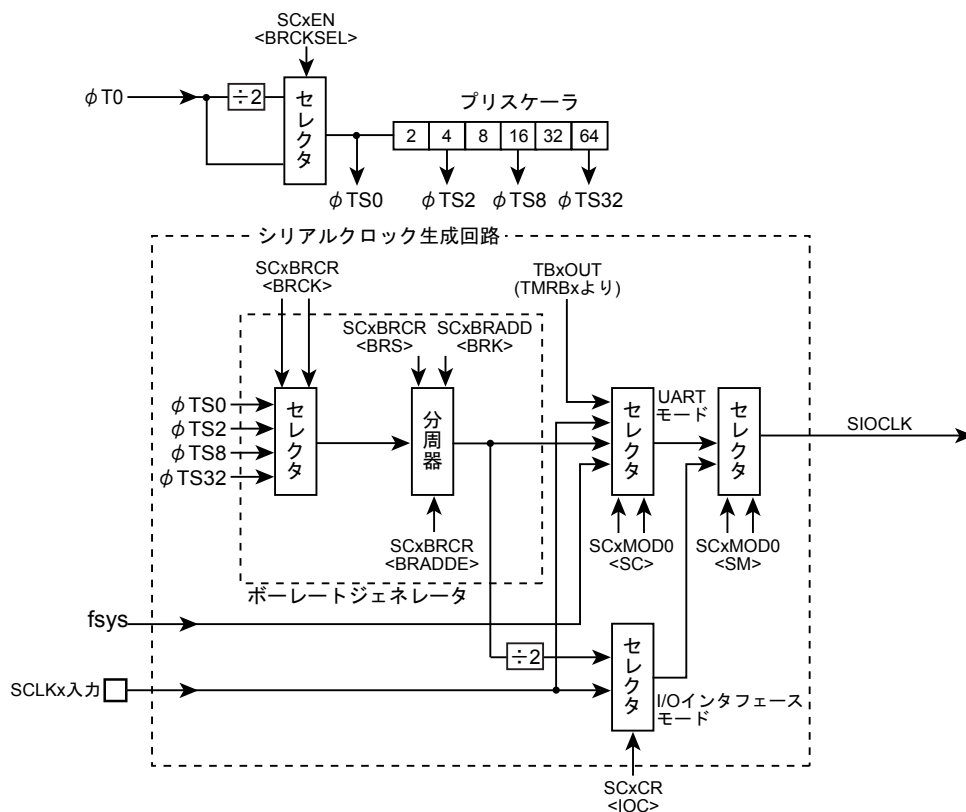 SCxEN
<BRCKSEL>
φT0
÷2
セレクタ
プリスケーラ
2 4 8 16 32 64
φTS0 φTS2 φTS8 φTS32
シリアルクロック生成回路
SCxBRCR
<BRCK>
TBxOUT
(TMRBxより)
SCxBRCR
<BRS>
SCxBRADD
<BRK>
φTS0
φTS2
φTS8
φTS32
セレクタ
分周器
セレクタ
UART
モード
セレクタ
SIOCLK
SCxBRCR
<BRADDE>
SCxMOD0
<SC>
SCxMOD0
<SM>
ボーレートジェネレータ
fsys
÷2
セレクタ
SCLKx入力
I/Oインタフェース
モード
SCxCR
<IOC>